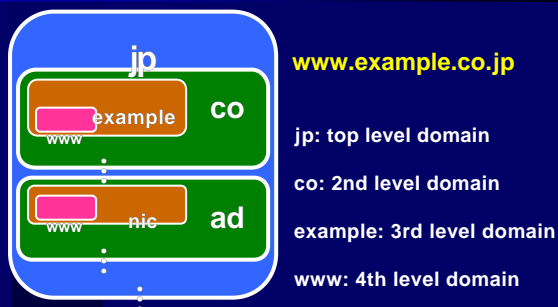 jp
co
example
www
ad
nic
www
www.example.co.jp
jp: top level domain
co: 2nd level domain
example: 3rd level domain
www: 4th level domain